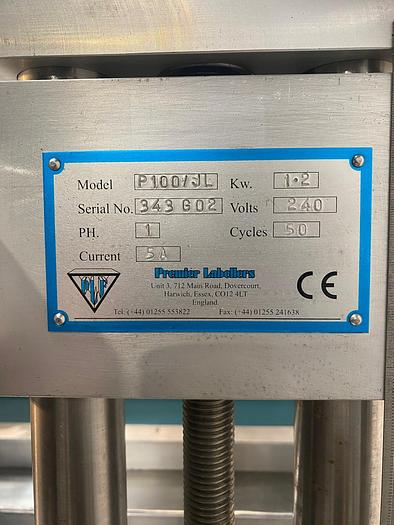 Model P100/JL Kw. 1·2
Serial No. 343 G02 Volts 240
PH. 1 Cycles 50
Current 5A
PLF
Premier Labellers
Unit 3, 712 Main Road, Dovercourt,
Harwich, Essex, CO12 4LT
England.
CE
Tel: (+44) 01255 553822 Fax: (+44) 01255 241638